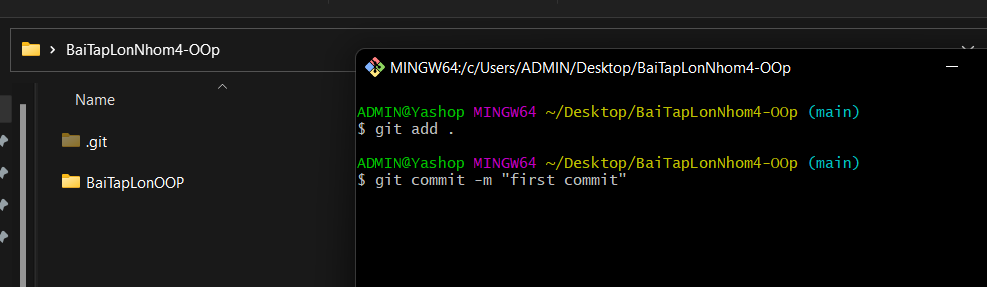 BaiTapLonNhom4-OOp
MINGW64:/c/Users/ADMIN/Desktop/BaiTapLonNhom4-OOp
Name
.git
BaiTapLonOOP
ADMIN@Yashop MINGW64 ~/Desktop/BaiTapLonNhom4-OOp (main)
$ git add .
ADMIN@Yashop MINGW64 ~/Desktop/BaiTapLonNhom4-OOp (main)
$ git commit -m "first commit"